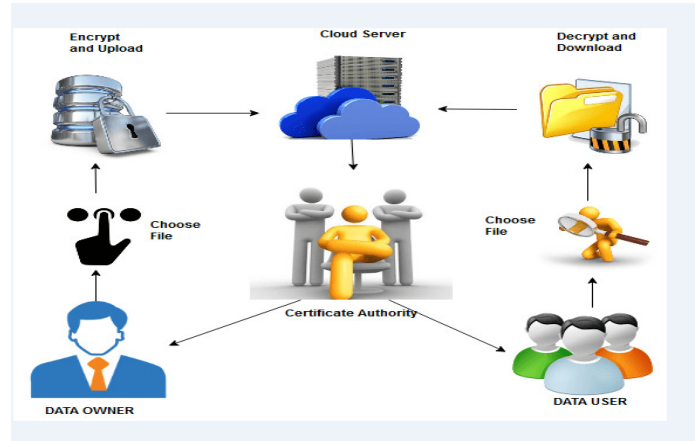 Encrypt
and Upload
Cloud Server
Decrypt and
Download
Choose
File
Choose
File
Certificate Authority
DATA OWNER
DATA USER